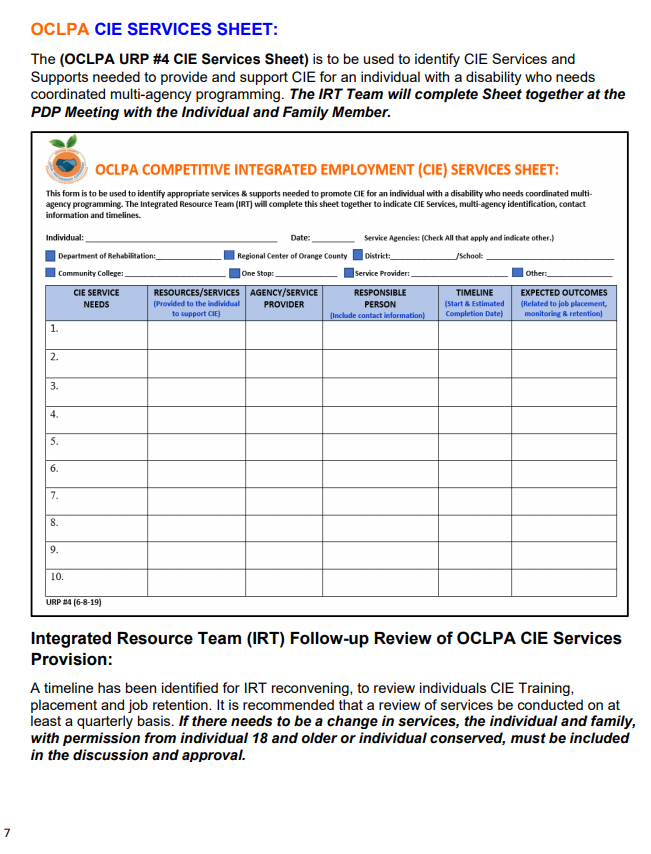 OCLPA CIE SERVICES SHEET:
The (OCLPA URP #4 CIE Services Sheet) is to be used to identify CIE Services and
Supports needed to provide and support CIE for an individual with a disability who needs
coordinated multi-agency programming. The IRT Team will complete Sheet together at the
PDP Meeting with the Individual and Family Member.
OCLPA COMPETITIVE INTEGRATED EMPLOYMENT (CIE) SERVICES SHEET:
This form is to be used to identify appropriate services & supports needed to promote CIE for an individual with a disability who needs coordinated multi-
agency programming. The Integrated Resource Team (IRT) will complete this sheet together to indicate CIE Services, multi-agency identification, contact
information and timelines.
Individual: ____________ Date: ________ Service Agencies: (Check All that apply and indicate other.)
Department of Rehabilitation:____________ Regional Center of Orange County District:____________/School: ____________
Community College: ____________ One Stop: ____________ Service Provider: ____________ Other:____________
CIE SERVICE NEEDS
RESOURCES/SERVICES (Provided to the individual to support CIE)
AGENCY/SERVICE PROVIDER
RESPONSIBLE PERSON (Include contact information)
TIMELINE (Start & Estimated Completion Date)
EXPECTED OUTCOMES (Related to job placement, monitoring & retention)
1.
2.
3.
4.
5.
6.
7.
8.
9.
10.
URP #4 (6-8-19)
Integrated Resource Team (IRT) Follow-up Review of OCLPA CIE Services
Provision:
A timeline has been identified for IRT reconvening, to review individuals CIE Training,
placement and job retention. It is recommended that a review of services be conducted on at
least a quarterly basis. If there needs to be a change in services, the individual and family,
with permission from individual 18 and older or individual conserved, must be included
in the discussion and approval.
7